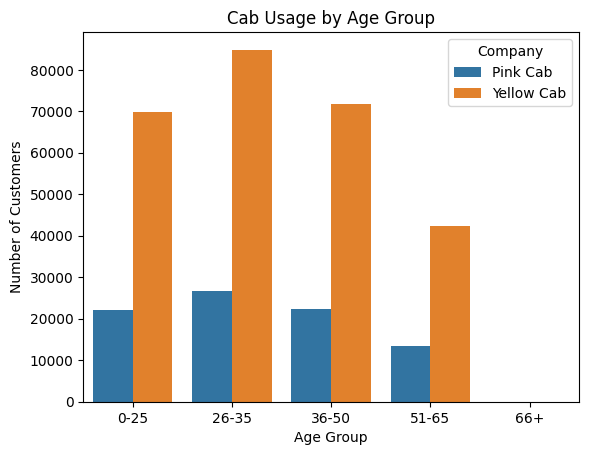 Cab Usage by Age Group
Company
Pink Cab
Yellow Cab
Number of Customers
80000
70000
60000
50000
40000
30000
20000
10000
0
0-25
26-35
36-50
51-65
66+
Age Group